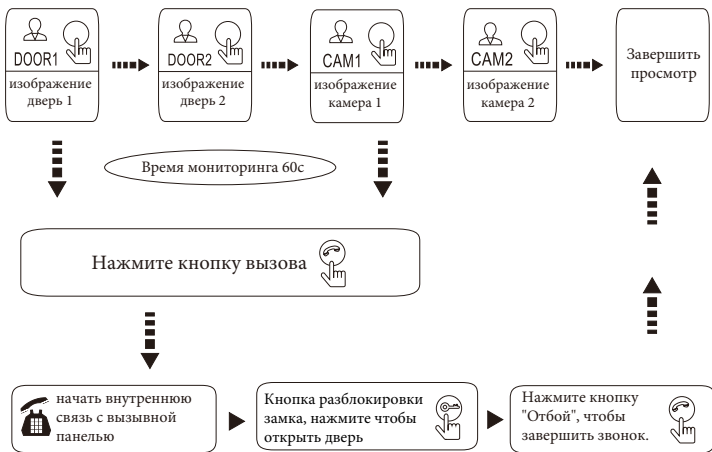 DOOR1
изображение
дверь 1
DOOR2
изображение
дверь 2
CAM1
изображение
камера 1
CAM2
изображение
камера 2
Завершить
просмотр
Время мониторинга 60с
Нажмите кнопку вызова
начать внутреннюю
связь с вызывной
панелью
Кнопка разблокировки
замка, нажмите чтобы
открыть дверь
Нажмите кнопку
"Отбой", чтобы
завершить звонок.